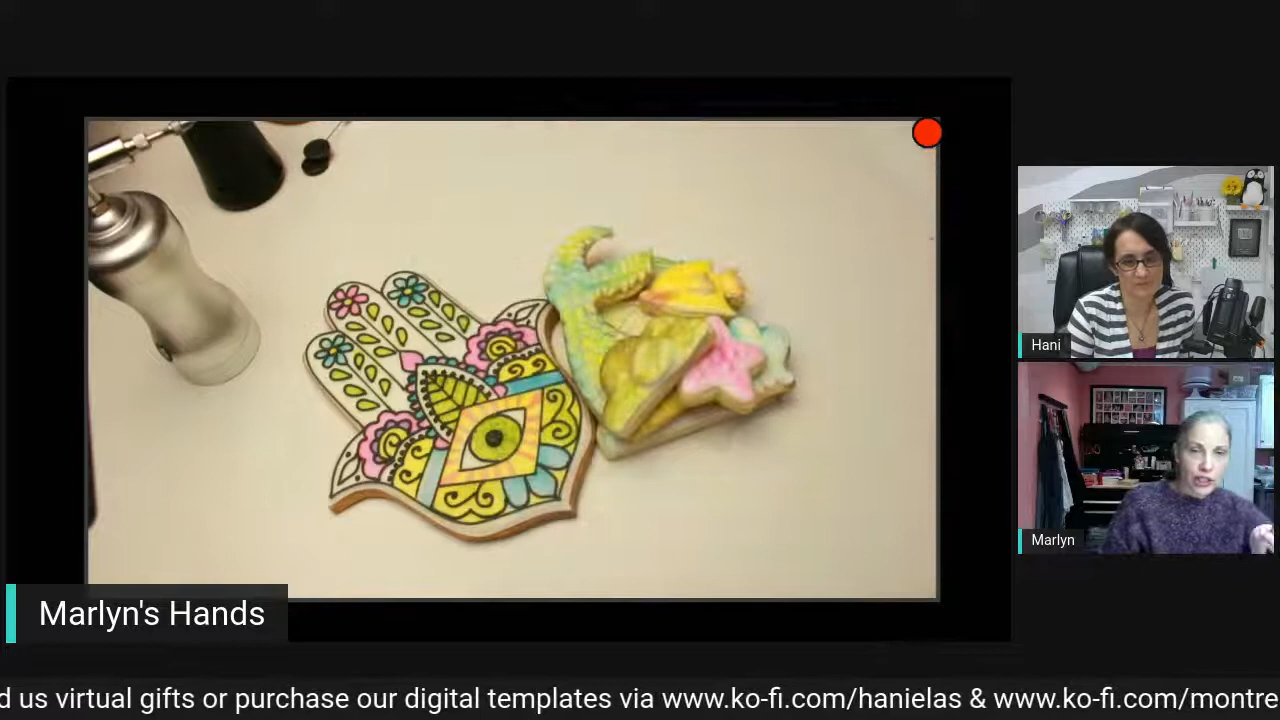 Hani
Marlyn
Marlyn's Hands
d us virtual gifts or purchase our digital templates via www.ko-fi.com/hanielas & www.ko-fi.com/montre